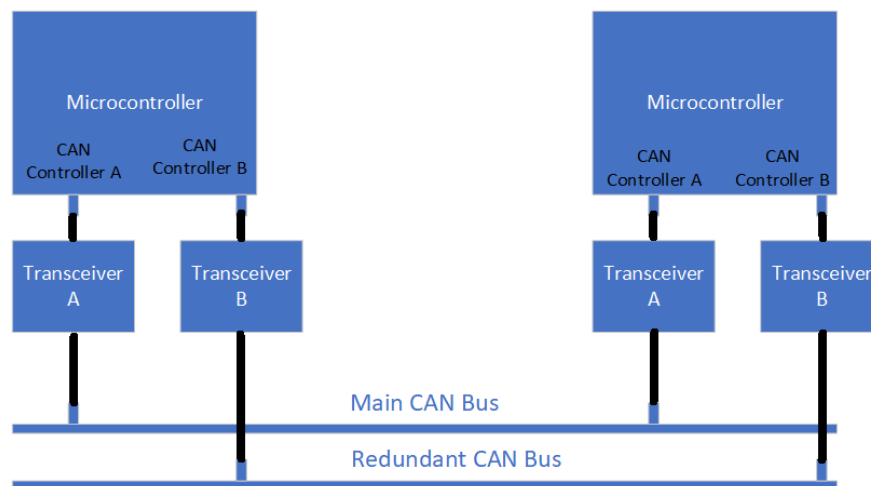 Microcontroller
CAN
Controller A
CAN
Controller B
Microcontroller
CAN
Controller A
CAN
Controller B
Transceiver
A
Transceiver
B
Transceiver
A
Transceiver
B
Main CAN Bus
Redundant CAN Bus